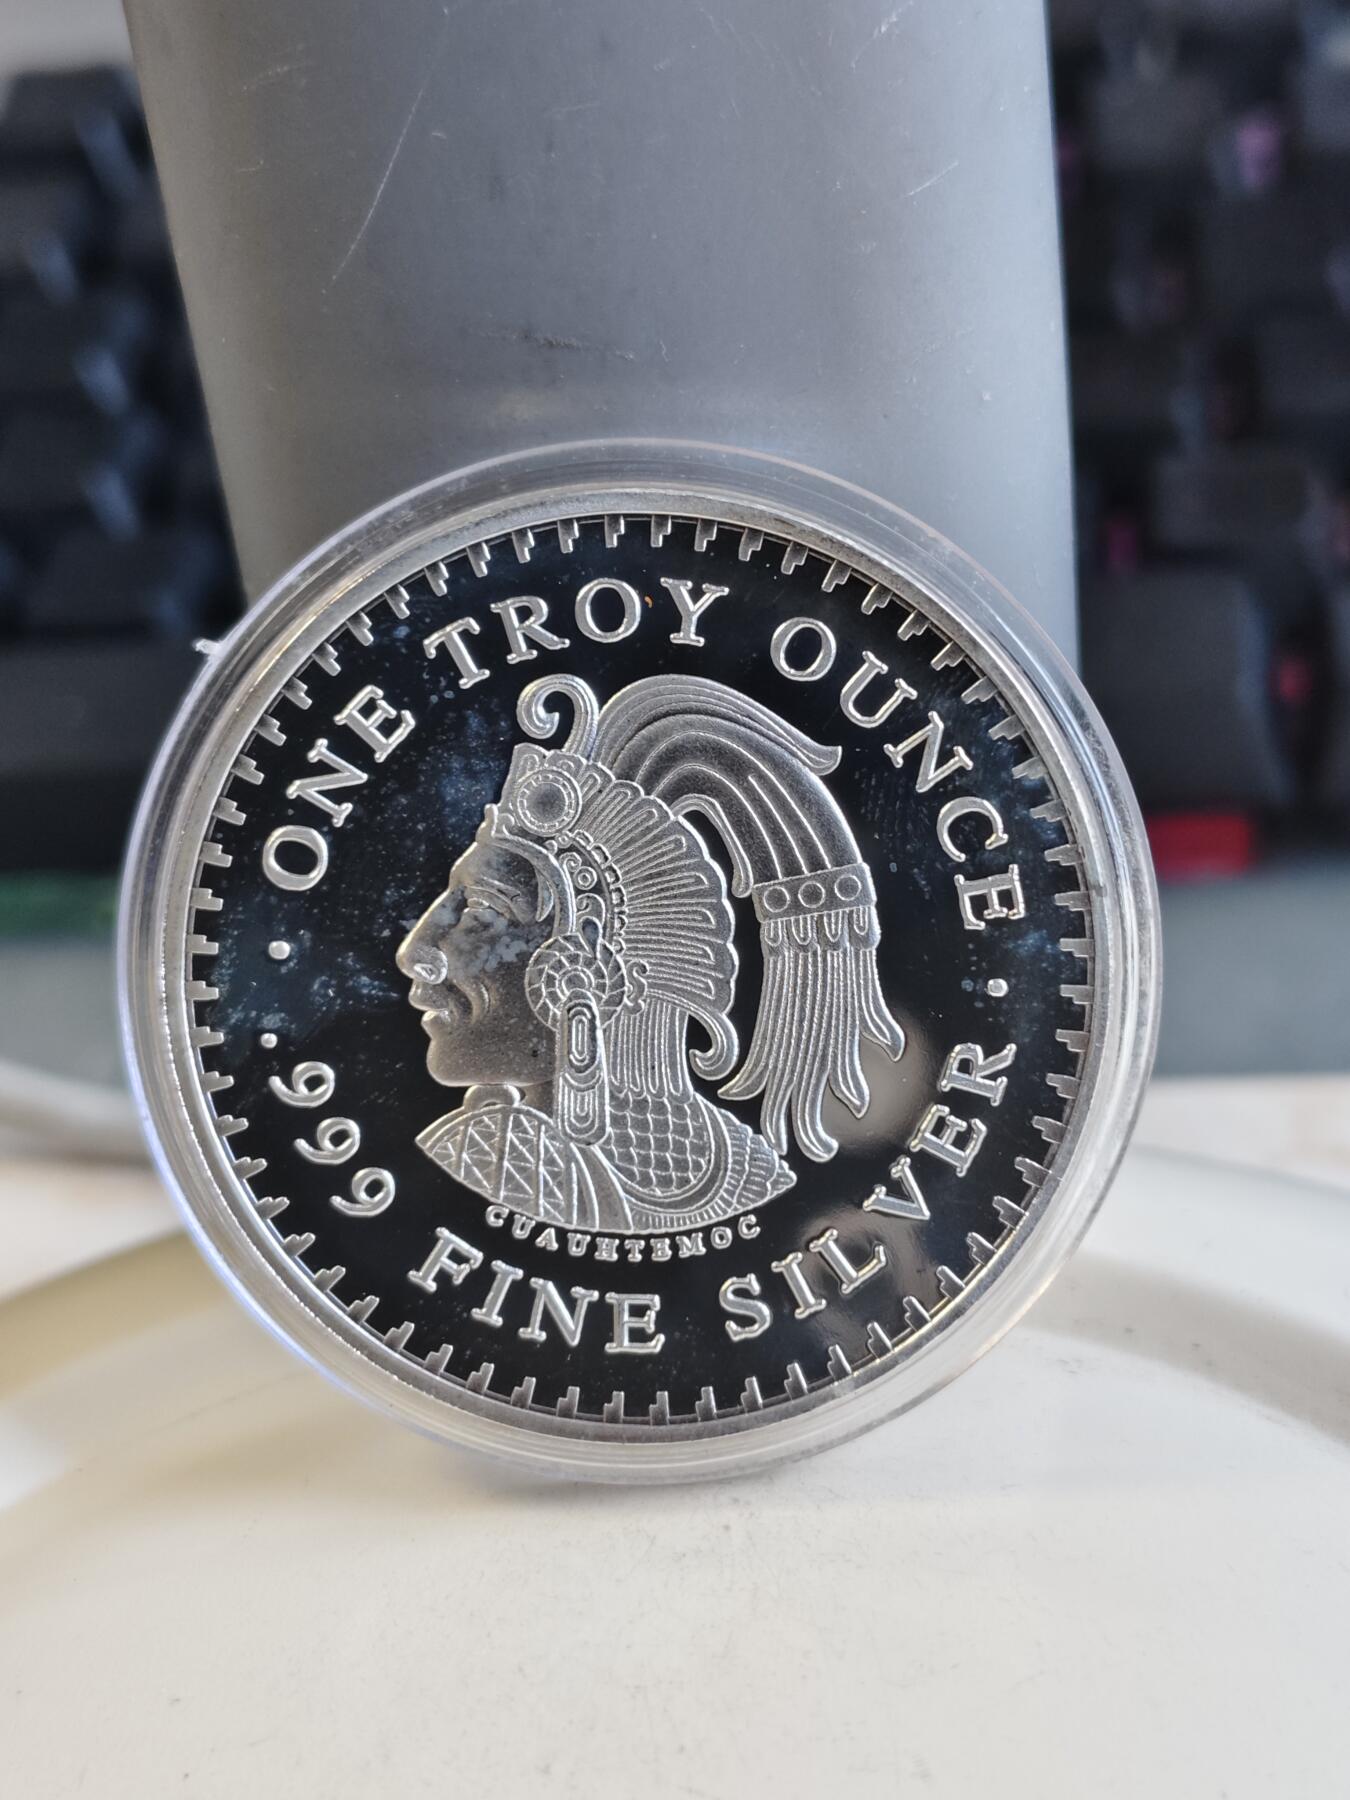 ONE TROY OUNCE
.999 FINE SILVER
CUAUHTEMOC